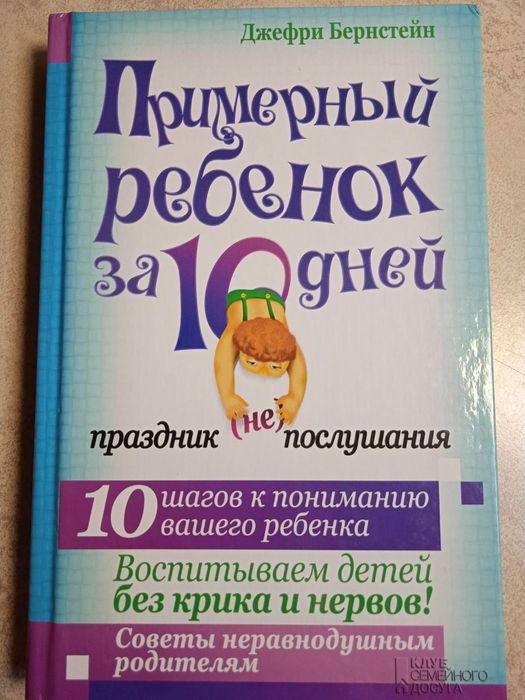 Джефри Бернстейн
Примерный
ребенок
за 10 дней
праздник (не) послушания
10 шагов к пониманию
вашего ребенка
Воспитываем детей
без крика и нервов!
Советы неравнодушным
родителям
КЛУБ
СЕМЕЙНОГО
ДОСУГА